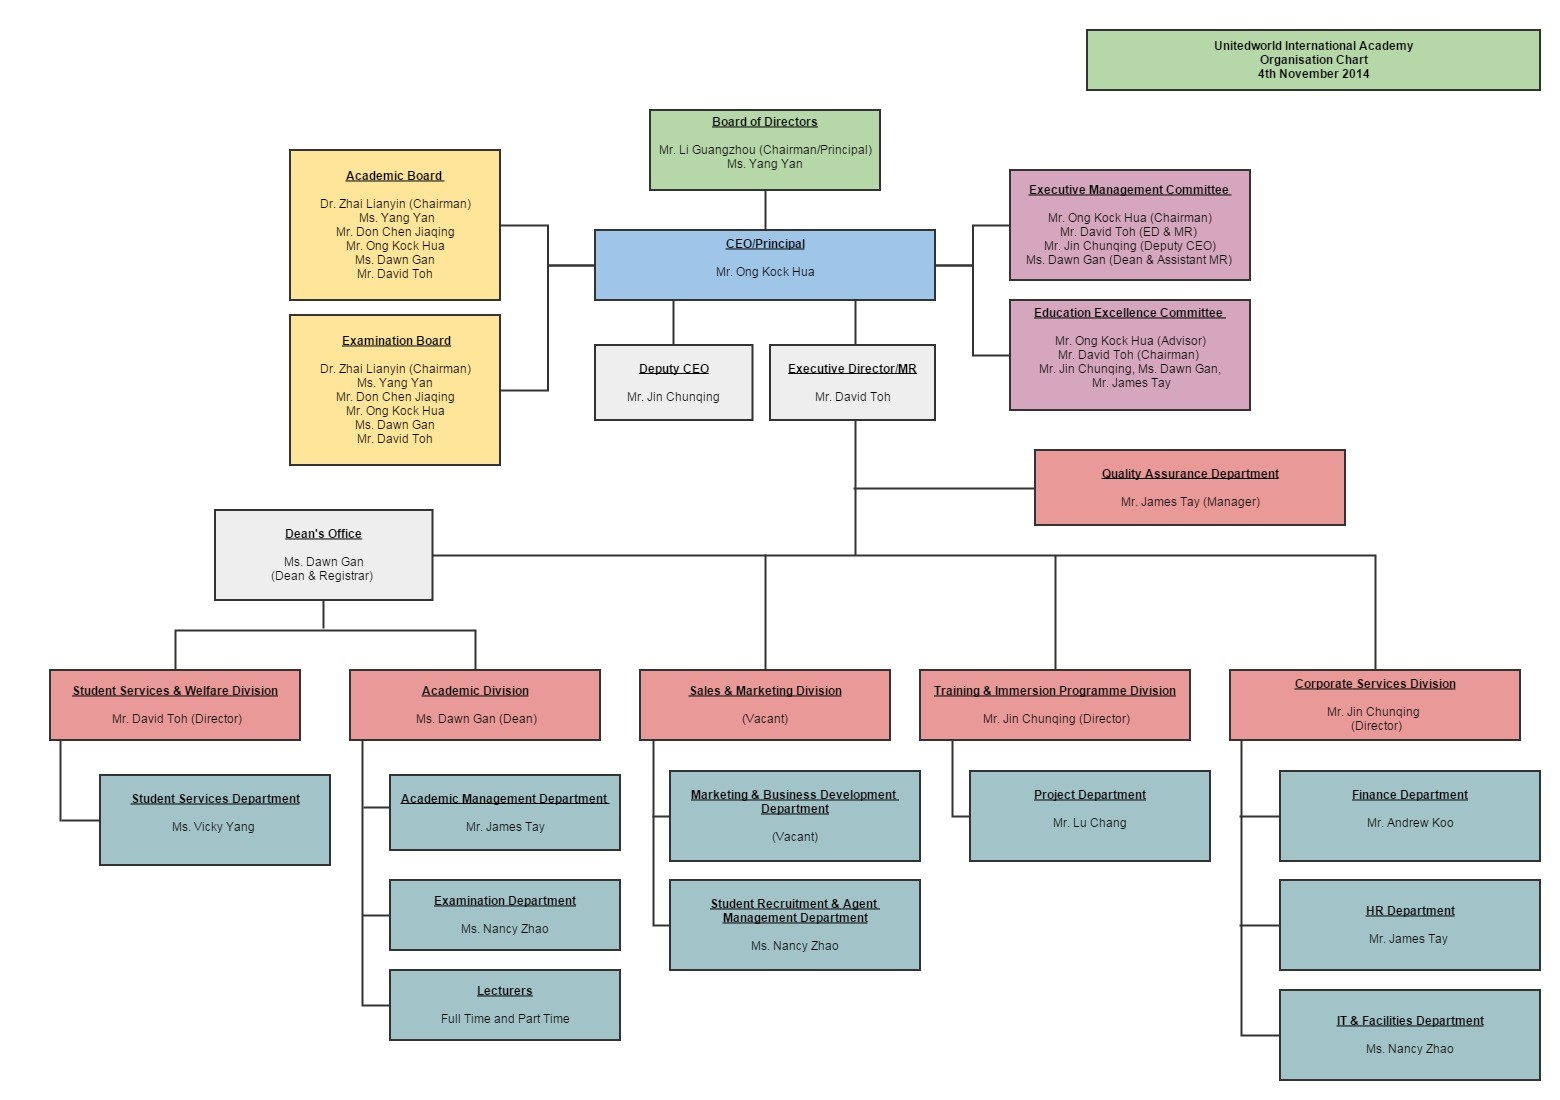 Unitedworld International Academy
Organisation Chart
4th November 2014
Board of Directors
Mr. Li Guangzhou (Chairman/Principal)
Ms. Yang Yan
Academic Board
Dr. Zhai Lianyin (Chairman)
Ms. Yang Yan
Mr. Don Chen Jiaqing
Mr. Ong Kock Hua
Ms. Dawn Gan
Mr. David Toh
Executive Management Committee
Mr. Ong Kock Hua (Chairman)
Mr. David Toh (ED & MR)
Mr. Jin Chunqing (Deputy CEO)
Ms. Dawn Gan (Dean & Assistant MR)
CEO/Principal
Mr. Ong Kock Hua
Examination Board
Dr. Zhai Lianyin (Chairman)
Ms. Yang Yan
Mr. Don Chen Jiaqing
Mr. Ong Kock Hua
Ms. Dawn Gan
Mr. David Toh
Education Excellence Committee
Mr. Ong Kock Hua (Advisor)
Mr. David Toh (Chairman)
Mr. Jin Chunqing, Ms. Dawn Gan,
Mr. James Tay
Deputy CEO
Mr. Jin Chunqing
Executive Director/MR
Mr. David Toh
Quality Assurance Department
Mr. James Tay (Manager)
Dean's Office
Ms. Dawn Gan
(Dean & Registrar)
Student Services & Welfare Division
Mr. David Toh (Director)
Academic Division
Ms. Dawn Gan (Dean)
Sales & Marketing Division
(Vacant)
Training & Immersion Programme Division
Mr. Jin Chunqing (Director)
Corporate Services Division
Mr. Jin Chunqing
(Director)
Student Services Department
Ms. Vicky Yang
Academic Management Department
Mr. James Tay
Examination Department
Ms. Nancy Zhao
Lecturers
Full Time and Part Time
Marketing & Business Development
Department
(Vacant)
Student Recruitment & Agent
Management Department
Ms. Nancy Zhao
Project Department
Mr. Lu Chang
Finance Department
Mr. Andrew Koo
HR Department
Mr. James Tay
IT & Facilities Department
Ms. Nancy Zhao